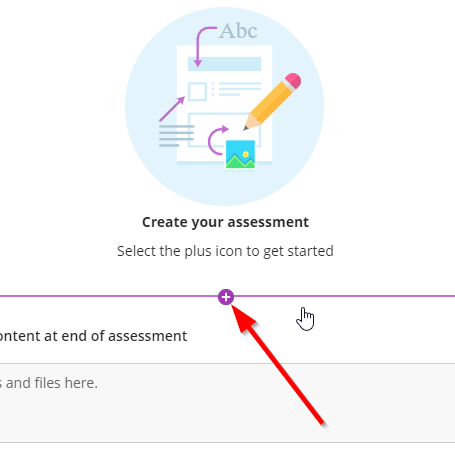 Abc
Create your assessment
Select the plus icon to get started
ontent at end of assessment
s and files here.